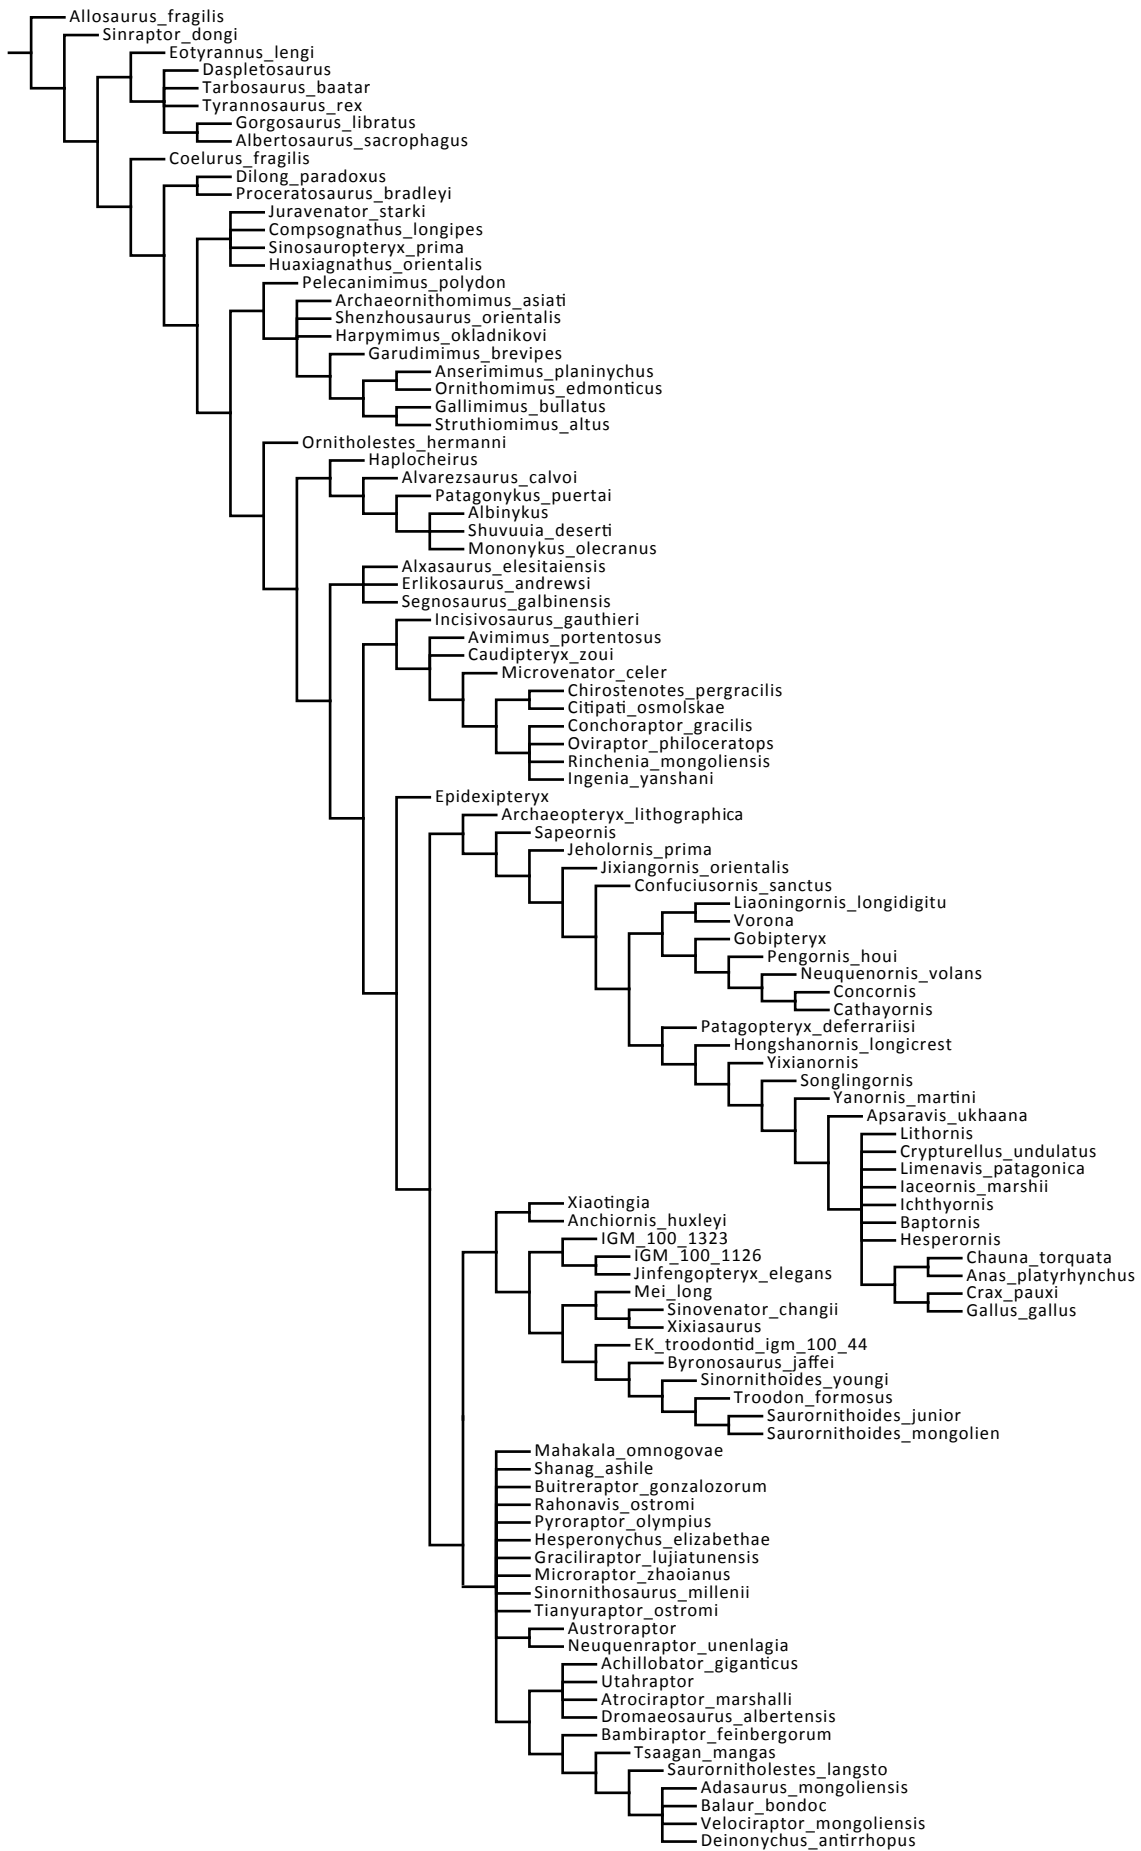 Allosaurus_fragilis
Sinraptor_dongi
Eotyrannus_lengi
Daspletosaurus
Tarbosaurus_baatar
Tyrannosaurus_rex
Gorgosaurus_libratus
Albertosaurus_sacrophagus
Coelurus_fragilis
Dilong_paradoxus
Proceratosaurus_bradleyi
Juravenator_starki
Compsognathus_longipes
Sinosauropteryx_prima
Huaxiagnathus_orientalis
Pelecanimimus_polydon
Archaeornithomimus_asiati
Shenzhousaurus_orientalis
Harpymimus_okladnikovi
Garudimimus_brevipes
Anserimimus_planinychus
Ornithomimus_edmonticus
Gallimimus_bullatus
Struthiomimus_altus
Ornitholestes_hermanni
Haplocheirus
Alvarezsaurus_calvoi
Patagonykus_puertai
Albinykus
Shuvuuia_deserti
Mononykus_olecranus
Alxasaurus_elesitaiensis
Erlikosaurus_andrewsi
Segnosaurus_galbinensis
Incisivosaurus_gauthieri
Avimimus_portentosus
Caudipteryx_zoui
Microvenator_celer
Chirostenotes_pergracilis
Citipati_osmolskae
Conchoraptor_gracilis
Oviraptor_philoceratops
Rinchenia_mongoliensis
Ingenia_yanshani
Epidexipteryx
Archaeopteryx_lithographica
Sapeornis
Jeholornis_prima
Jixiangornis_orientalis
Confuciusornis_sanctus
Liaoningornis_longidigitu
Vorona
Gobipteryx
Pengornis_houi
Neuquenornis_volans
Concornis
Cathayornis
Patagopteryx_deferrariisi
Hongshanornis_longicrest
Yixianornis
Songlingornis
Yanornis_martini
Apsaravis_ukhaana
Lithornis
Crypturellus_undulatus
Limenavis_patagonica
Iaceornis_marshii
Ichthyornis
Baptornis
Hesperornis
Chauna_torquata
Anas_platyrhynchus
Crax_pauxi
Gallus_gallus
Xiaotingia
Anchiornis_huxleyi
IGM_100_1323
IGM_100_1126
Jinfengopteryx_elegans
Mei_long
Sinovenator_changii
Xixiasaurus
EK_troodontid_igm_100_44
Byronosaurus_jaffei
Sinornithoides_youngi
Troodon_formosus
Saurornithoides_junior
Saurornithoides_mongolien
Mahakala_omnogovae
Shanag_ashile
Buitreraptor_gonzalozorum
Rahonavis_ostromi
Pyroraptor_olympius
Hesperonychus_elizabethae
Graciliraptor_lujiatunensis
Microraptor_zhaoianus
Sinornithosaurus_millenii
Tianyuraptor_ostromi
Austroraptor
Neuquenraptor_unenlagia
Achillobator_giganticus
Utahraptor
Atrociraptor_marshalli
Dromaeosaurus_albertensis
Bambiraptor_feinbergorum
Tsaagan_mangas
Saurornitholestes_langsto
Adasaurus_mongoliensis
Balaur_bondoc
Velociraptor_mongoliensis
Deinonychus_antirrhopus